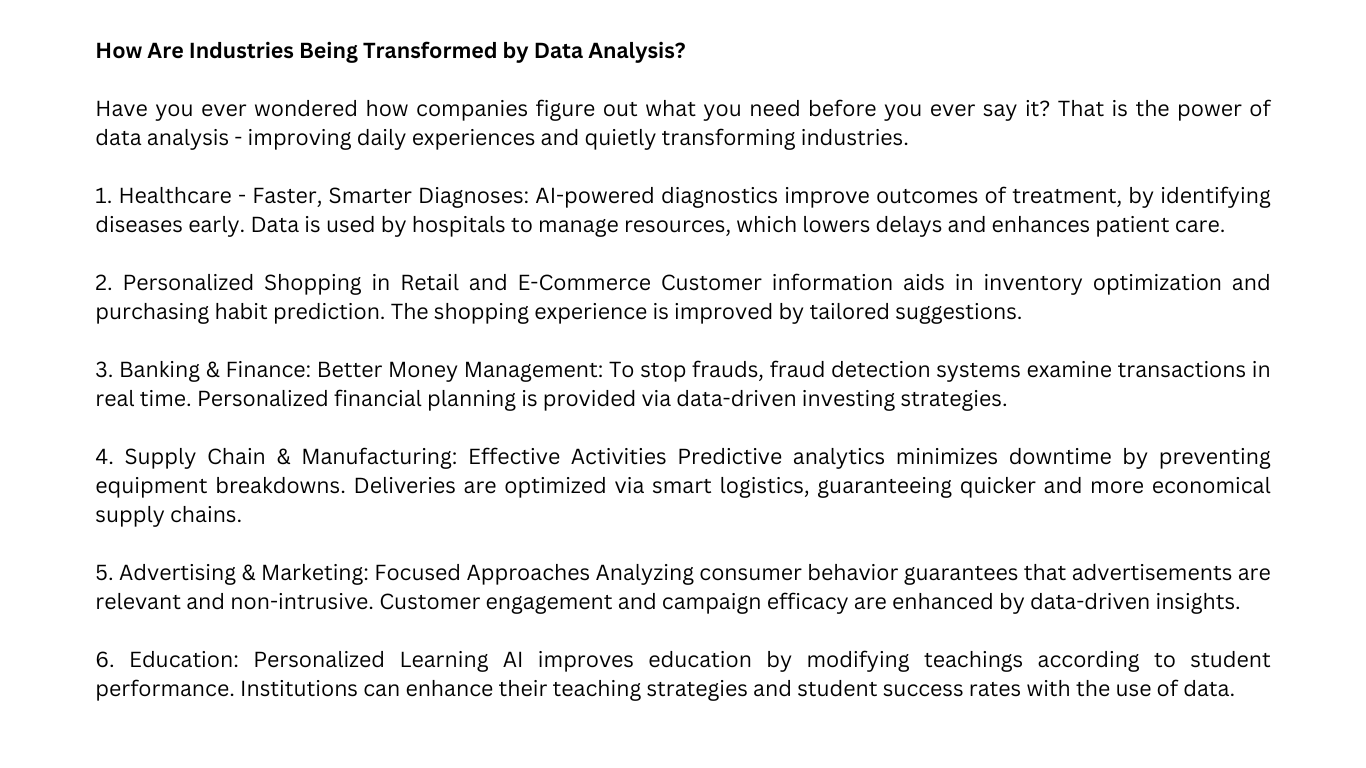 How Are Industries Being Transformed by Data Analysis?
Have you ever wondered how companies figure out what you need before you ever say it? That is the power of
data analysis - improving daily experiences and quietly transforming industries.
1. Healthcare - Faster, Smarter Diagnoses: AI-powered diagnostics improve outcomes of treatment, by identifying
diseases early. Data is used by hospitals to manage resources, which lowers delays and enhances patient care.
2. Personalized Shopping in Retail and E-Commerce Customer information aids in inventory optimization and
purchasing habit prediction. The shopping experience is improved by tailored suggestions.
3. Banking & Finance: Better Money Management: To stop frauds, fraud detection systems examine transactions in
real time. Personalized financial planning is provided via data-driven investing strategies.
4. Supply Chain & Manufacturing: Effective Activities Predictive analytics minimizes downtime by preventing
equipment breakdowns. Deliveries are optimized via smart logistics, guaranteeing quicker and more economical
supply chains.
5. Advertising & Marketing: Focused Approaches Analyzing consumer behavior guarantees that advertisements are
relevant and non-intrusive. Customer engagement and campaign efficacy are enhanced by data-driven insights.
6. Education: Personalized Learning AI improves education by modifying teachings according to student
performance. Institutions can enhance their teaching strategies and student success rates with the use of data.